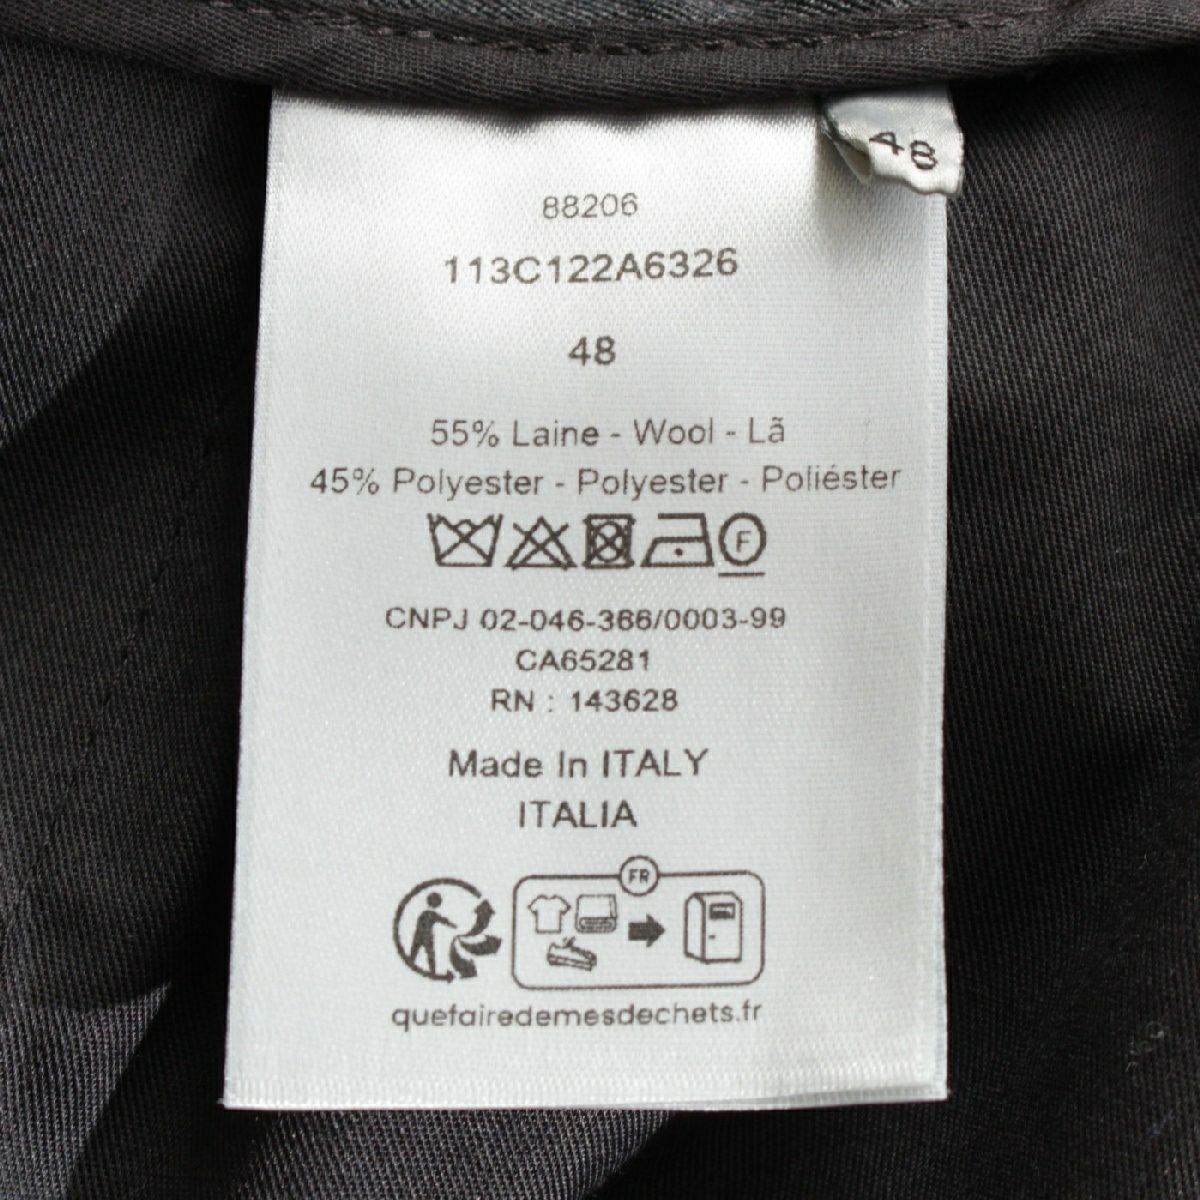 48
88206
113C122A6326
48
55% Laine - Wool - Lã
45% Polyester - Polyester - Poliéster
F
CNPJ 02-046-366/0003-99
CA65281
RN : 143628
Made In ITALY
ITALIA
FR
quefairedemesdechets.fr